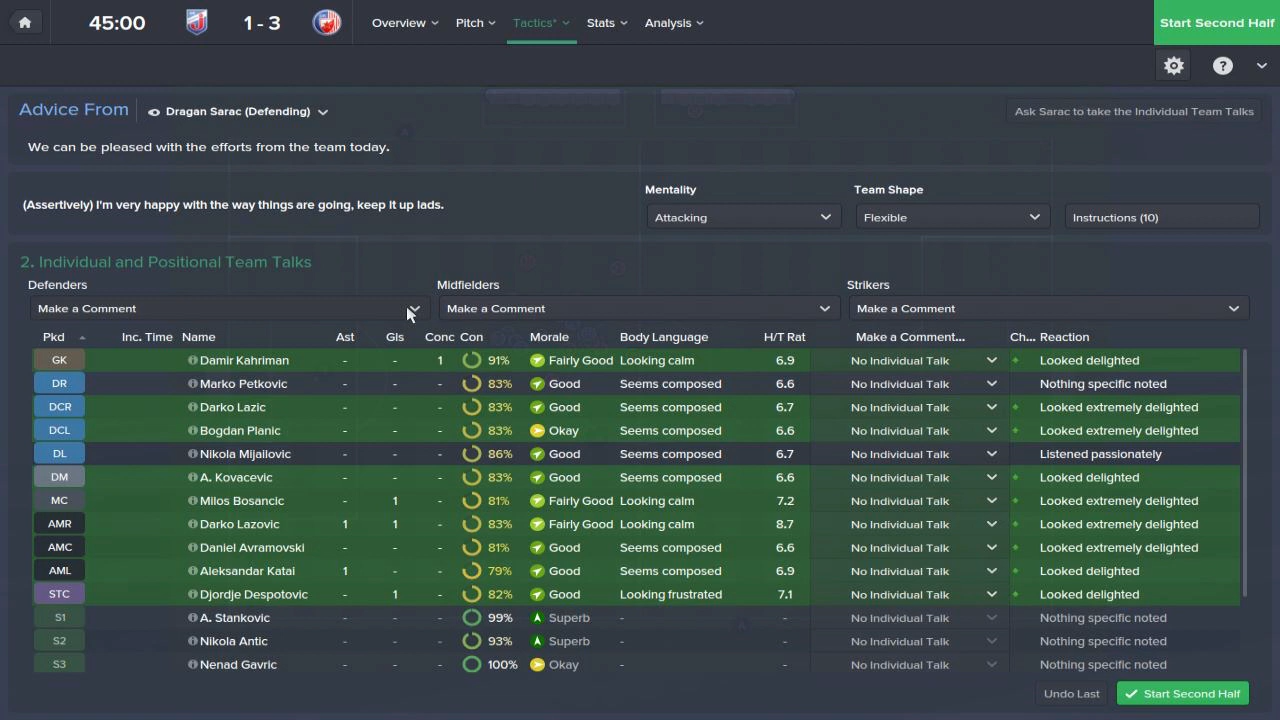 45:00 1 - 3 Overview Pitch Tactics* Stats Analysis Start Second Half
?
Advice From Dragan Sarac (Defending) Ask Sarac to take the Individual Team Talks
We can be pleased with the efforts from the team today.
Mentality Team Shape
(Assertively) I'm very happy with the way things are going, keep it up lads. Attacking Flexible Instructions (10)
2. Individual and Positional Team Talks
Defenders Midfielders Strikers
Make a Comment Make a Comment Make a Comment
Pkd Inc. Time Name Ast Gls Conc Con Morale Body Language H/T Rat Make a Comment... Ch... Reaction
GK Damir Kahriman - - 1 91% Fairly Good Looking calm 6.9 No Individual Talk Looked delighted
DR Marko Petkovic - - - 83% Good Seems composed 6.6 No Individual Talk Nothing specific noted
DCR Darko Lazic - - - 83% Good Seems composed 6.7 No Individual Talk Looked extremely delighted
DCL Bogdan Planic - - - 83% Okay Seems composed 6.6 No Individual Talk Looked extremely delighted
DL Nikola Mijailovic - - - 86% Good Seems composed 6.7 No Individual Talk Listened passionately
DM A. Kovacevic - - - 83% Good Seems composed 6.6 No Individual Talk Looked delighted
MC Milos Bosancic - 1 - 81% Fairly Good Looking calm 7.2 No Individual Talk Looked extremely delighted
AMR Darko Lazovic 1 1 - 83% Fairly Good Looking calm 8.7 No Individual Talk Looked extremely delighted
AMC Daniel Avramovski - - - 81% Good Seems composed 6.6 No Individual Talk Looked extremely delighted
AML Aleksandar Katai 1 - - 79% Good Seems composed 6.9 No Individual Talk Looked delighted
STC Djordje Despotovic - 1 - 82% Good Looking frustrated 7.1 No Individual Talk Looked delighted
S1 A. Stankovic - - - 99% Superb - - No Individual Talk Nothing specific noted
S2 Nikola Antic - - - 93% Superb - - No Individual Talk Nothing specific noted
S3 Nenad Gavric - - - 100% Okay - - No Individual Talk Nothing specific noted
Undo Last Start Second Half